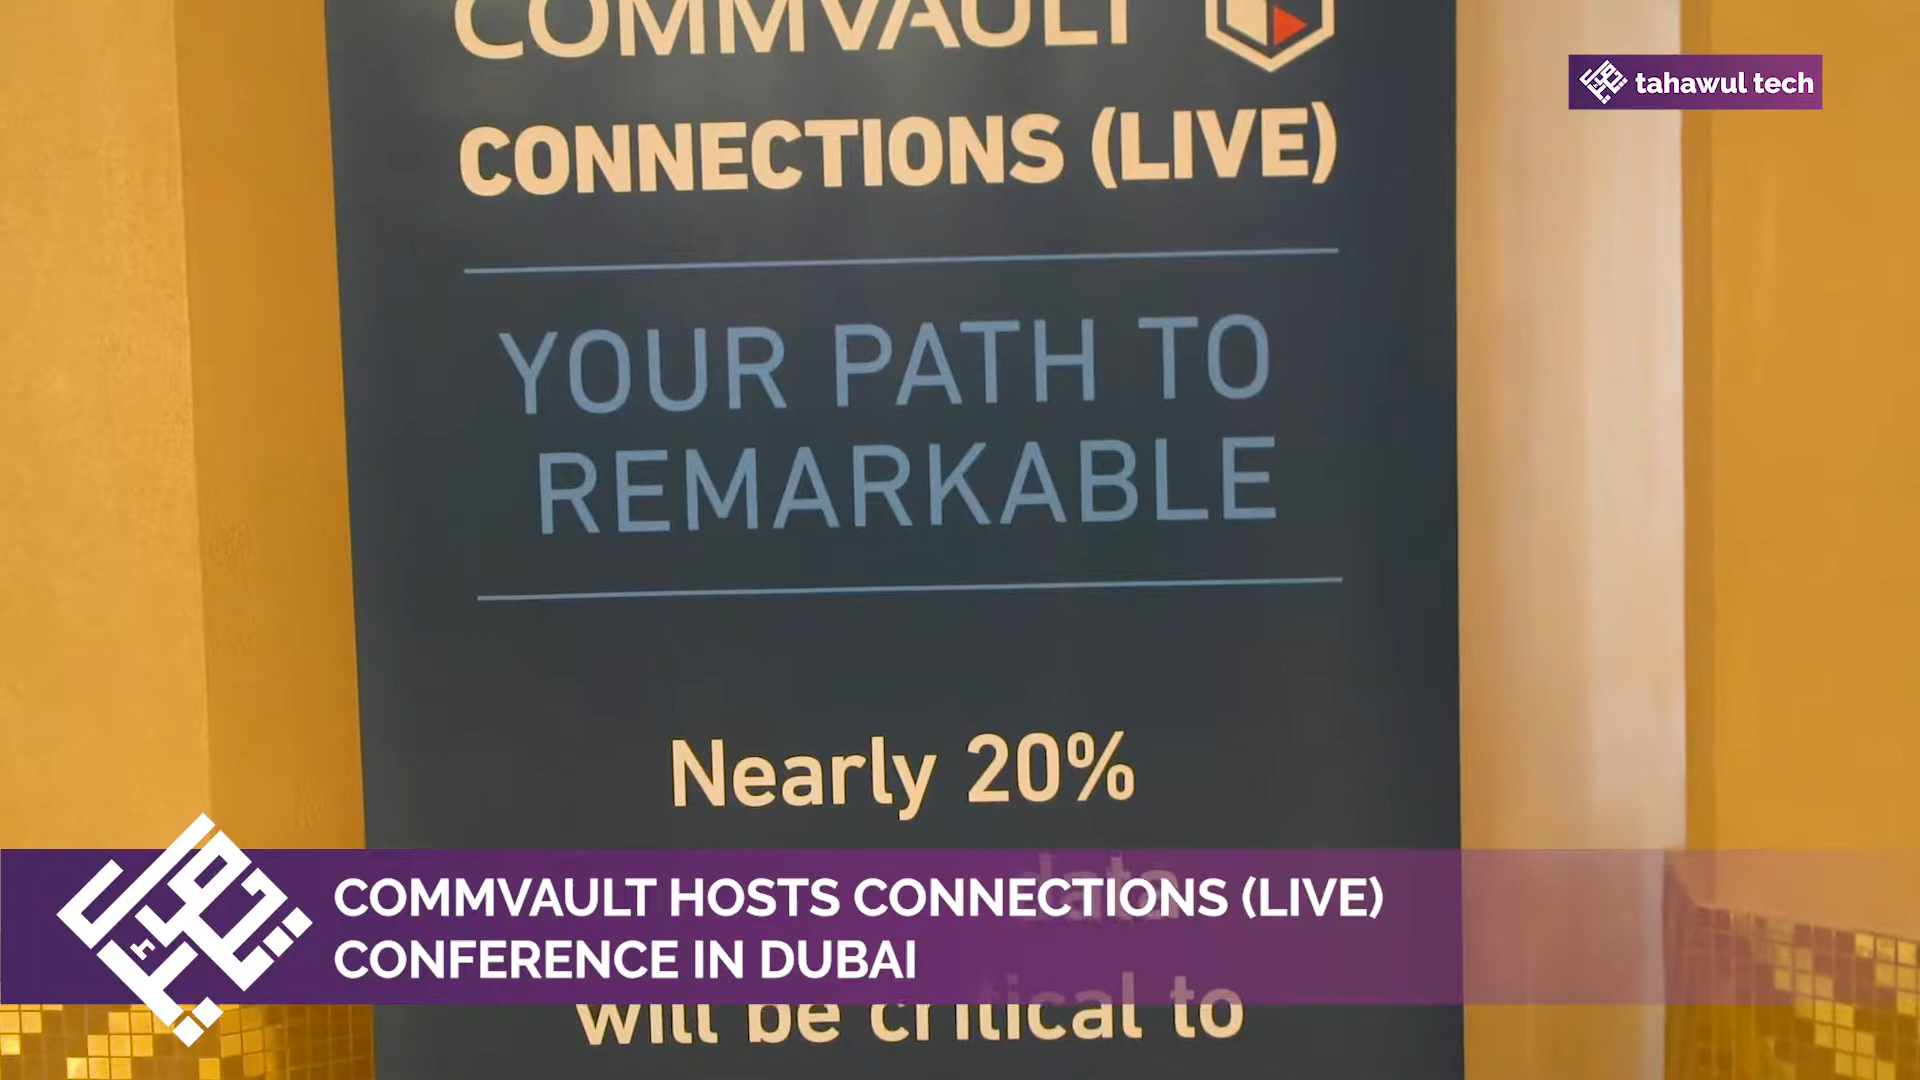 COMMVAULT
CONNECTIONS (LIVE)
tahawul tech
YOUR PATH TO
REMARKABLE
Nearly 20%
data
COMMVAULT HOSTS CONNECTIONS (LIVE)
CONFERENCE IN DUBAI
will be critical to